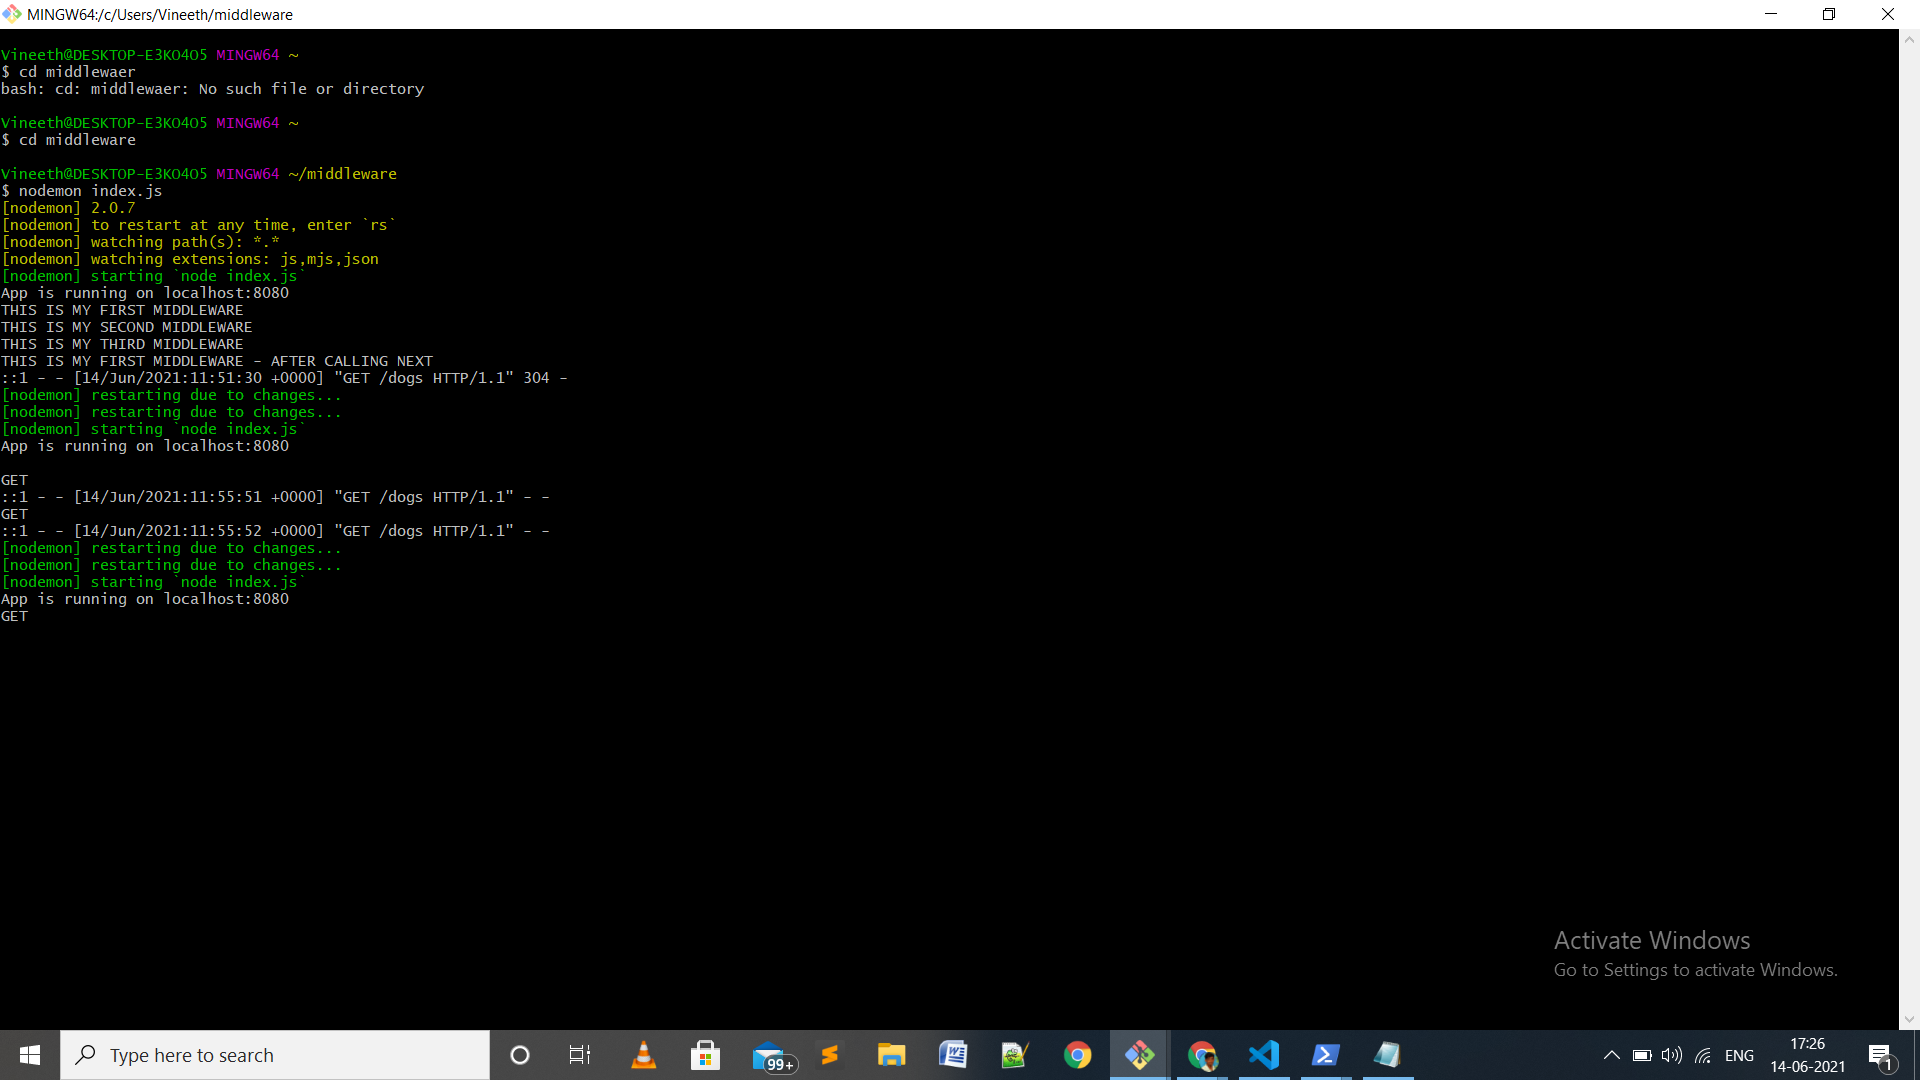 MINGW64:/c/Users/Vineeth/middleware
Vineeth@DESKTOP-E3KO4O5 MINGW64 ~
$ cd middlewaer
bash: cd: middlewaer: No such file or directory
Vineeth@DESKTOP-E3KO4O5 MINGW64 ~
$ cd middleware
Vineeth@DESKTOP-E3KO4O5 MINGW64 ~/middleware
$ nodemon index.js
[nodemon] 2.0.7
[nodemon] to restart at any time, enter `rs`
[nodemon] watching path(s): *.*
[nodemon] watching extensions: js,mjs,json
[nodemon] starting `node index.js`
App is running on localhost:8080
THIS IS MY FIRST MIDDLEWARE
THIS IS MY SECOND MIDDLEWARE
THIS IS MY THIRD MIDDLEWARE
THIS IS MY FIRST MIDDLEWARE - AFTER CALLING NEXT
::1 - - [14/Jun/2021:11:51:30 +0000] "GET /dogs HTTP/1.1" 304 -
[nodemon] restarting due to changes...
[nodemon] restarting due to changes...
[nodemon] starting `node index.js`
App is running on localhost:8080
GET
::1 - - [14/Jun/2021:11:55:51 +0000] "GET /dogs HTTP/1.1" - -
GET
::1 - - [14/Jun/2021:11:55:52 +0000] "GET /dogs HTTP/1.1" - -
[nodemon] restarting due to changes...
[nodemon] restarting due to changes...
[nodemon] starting `node index.js`
App is running on localhost:8080
GET
Activate Windows
Go to Settings to activate Windows.
Type here to search
99+
ENG
17:26
14-06-2021
1